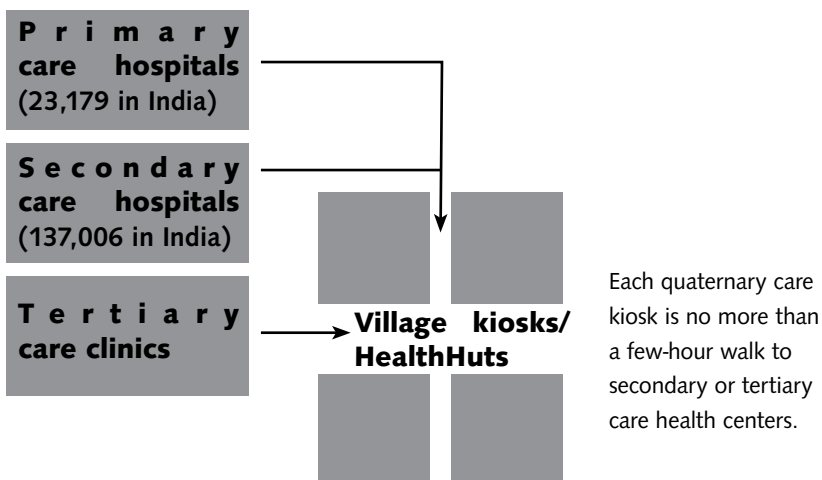 Primary
care hospitals
(23,179 in India)
Secondary
care hospitals
(137,006 in India)
Tertiary
care clinics
Village kiosks/
HealthHuts
Each quaternary care
kiosk is no more than
a few-hour walk to
secondary or tertiary
care health centers.